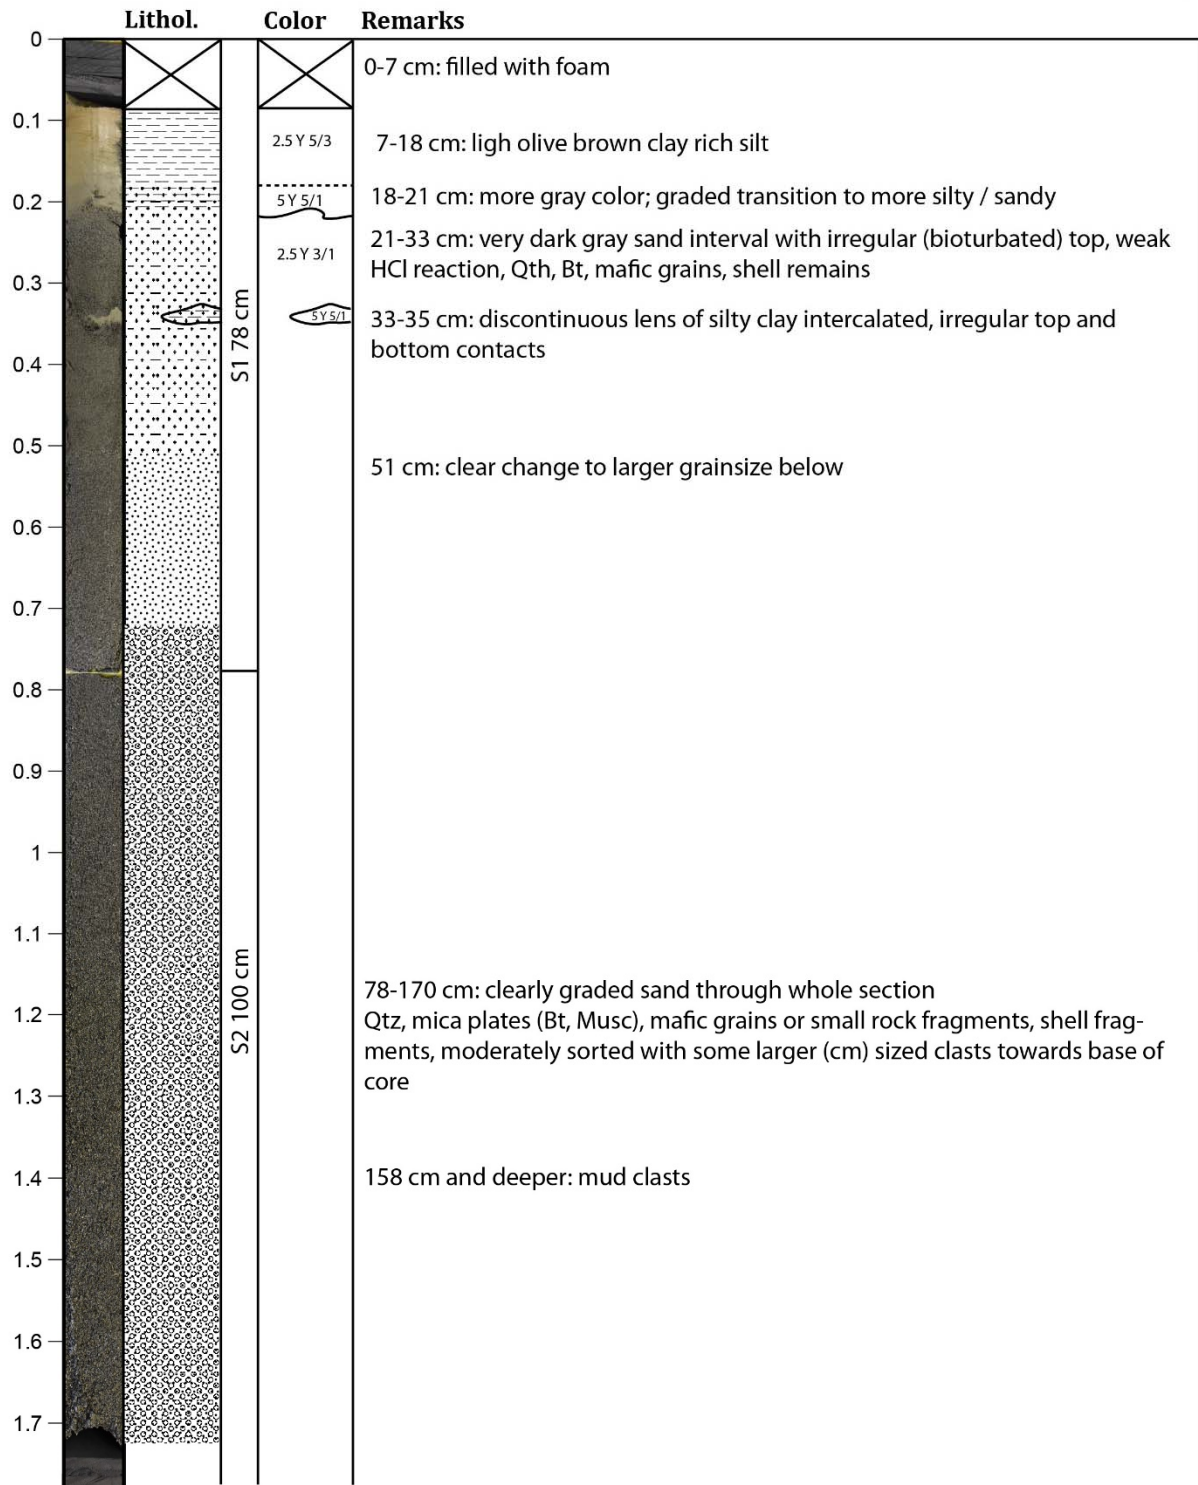 Lithol. Color Remarks
0
0-7 cm: filled with foam
0.1
2.5 Y 5/3
7-18 cm: ligh olive brown clay rich silt
0.2
5 Y 5/1
18-21 cm: more gray color; graded transition to more silty / sandy
2.5 Y 3/1
21-33 cm: very dark gray sand interval with irregular (bioturbated) top, weak
HCl reaction, Qth, Bt, mafic grains, shell remains
0.3
5 Y 5/1
33-35 cm: discontinuous lens of silty clay intercalated, irregular top and
bottom contacts
S1 78 cm
0.4
0.5
51 cm: clear change to larger grainsize below
0.6
0.7
0.8
0.9
1
1.1
S2 100 cm
78-170 cm: clearly graded sand through whole section
1.2
Qtz, mica plates (Bt, Musc), mafic grains or small rock fragments, shell frag-
ments, moderately sorted with some larger (cm) sized clasts towards base of
core
1.3
1.4
158 cm and deeper: mud clasts
1.5
1.6
1.7